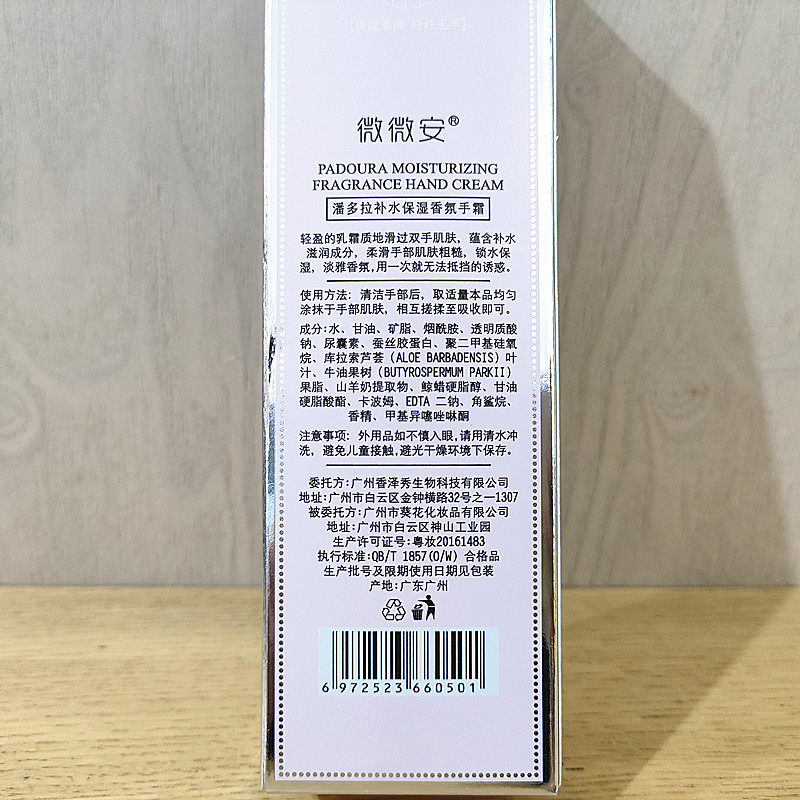 微微安®
PADOURA MOISTURIZING
FRAGRANCE HAND CREAM
潘多拉补水保湿香氛手霜
轻盈的乳霜质地滑过双手肌肤，蕴含补水
滋润成分，柔滑手部肌肤粗糙，锁水保
湿，淡雅香氛,用一次就无法抵挡的诱惑。
使用方法：清洁手部后，取适量本品均匀
涂抹于手部肌肤，相互搓揉至吸收即可。
成分:水、甘油、矿脂、烟酰胺、透明质酸
钠、尿囊素、蚕丝胶蛋白、聚二甲基硅氧
烷、库拉索芦荟（ALOE BARBADENSIS）叶
汁、牛油果树（BUTYROSPERMUM PARKII）
果脂、山羊奶提取物、鲸蜡硬脂醇、甘油
硬脂酸酯、卡波姆、EDTA 二钠、角鲨烷、
香精、甲基异噻唑啉酮
注意事项：外用品如不慎入眼,请用清水冲
洗，避免儿童接触,避光干燥环境下保存。
委托方:广州香泽秀生物科技有限公司
地址:广州市白云区金钟横路32号之一1307
被委托方:广州市葵花化妆品有限公司
地址:广州市白云区神山工业园
生产许可证号:粤妆20161483
执行标准:QB/T 1857(O/W) 合格品
生产批号及限期使用日期见包装
产地:广东广州
6 972523 660501